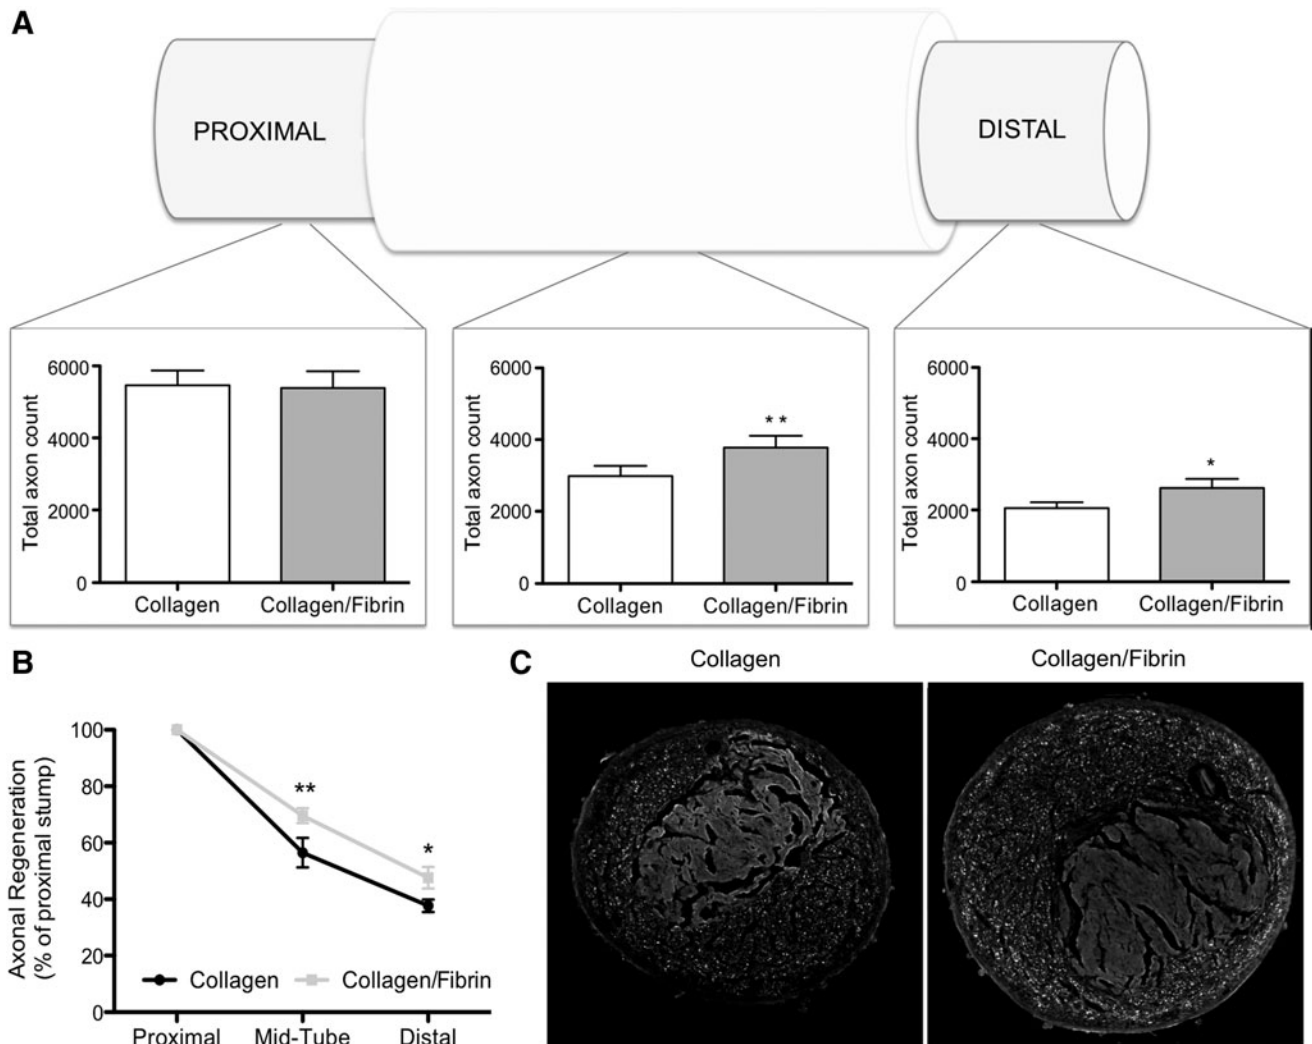 A
PROXIMAL
DISTAL
Total axon count
6000
4000
2000
0
Collagen
Collagen/Fibrin
Total axon count
6000
4000
2000
0
* *
Collagen
Collagen/Fibrin
Total axon count
6000
4000
2000
0
*
Collagen
Collagen/Fibrin
B
Axonal Regeneration
(% of proximal stump)
100
80
60
40
20
0
**
*
Collagen
Collagen/Fibrin
Proximal
Mid-Tube
Distal
C
Collagen
Collagen/Fibrin